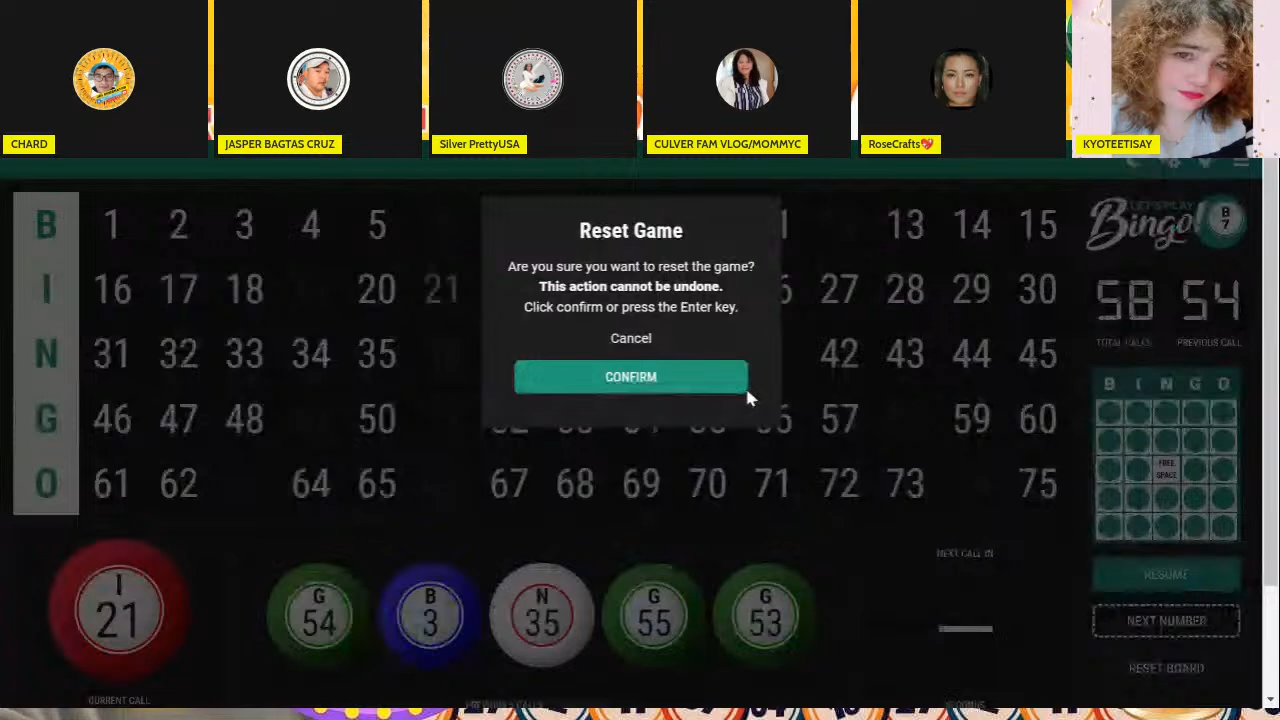 CHARD
JASPER BAGTAS CRUZ
Silver PrettyUSA
CULVER FAM VLOG/MOMMYC
RoseCrafts💖
KYOTEETISAY
B 1 2 3 4 5 13 14 15
I 16 17 18 20 21 27 28 29 30
N 31 32 33 34 35 42 43 44 45
G 46 47 48 50 57 59 60
O 61 62 64 65 67 68 69 70 71 72 73 75
Reset Game
Are you sure you want to reset the game?
This action cannot be undone.
Click confirm or press the Enter key.
Cancel
CONFIRM
LET'S PLAY
Bingo!
B
7
58 54
TOTAL CALLS PREVIOUS CALL
B I N G O
FREE
SPACE
RESUME
NEXT NUMBER
RESET BOARD
NEXT CALL IN
I
21
CURRENT CALL
G
54
B
3
N
35
G
55
G
53
PREVIOUS CALLS